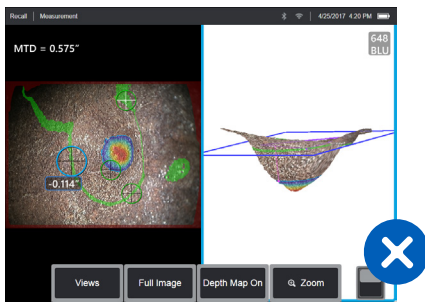 Recall | Measurement
4/25/2017 4:20 PM
MTD = 0.575"
648
BLU
-0.114"
Views
Full Image
Depth Map On
Zoom